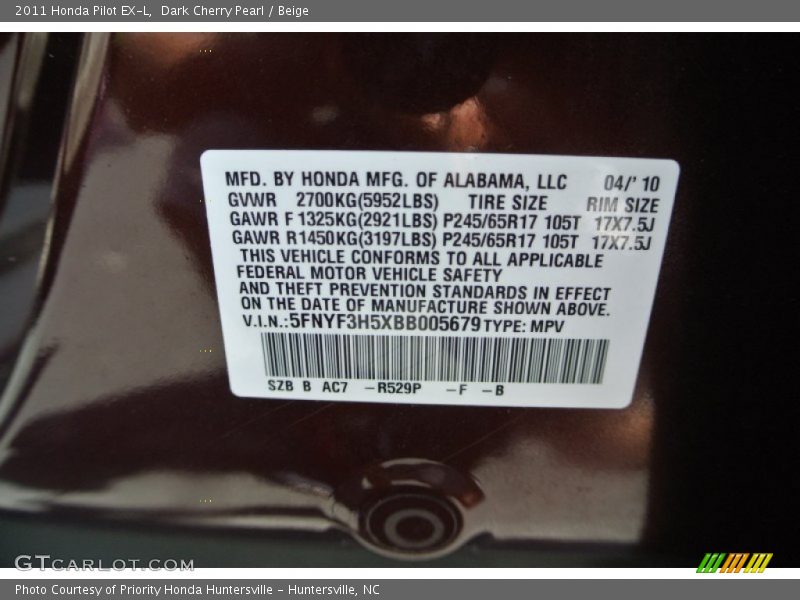 2011 Honda Pilot EX-L, Dark Cherry Pearl / Beige
MFD. BY HONDA MFG. OF ALABAMA, LLC 04/'10
GVWR 2700KG(5952LBS) TIRE SIZE RIM SIZE
GAWR F 1325KG(2921LBS) P245/65R17 105T 17X7.5J
GAWR R1450KG(3197LBS) P245/65R17 105T 17X7.5J
THIS VEHICLE CONFORMS TO ALL APPLICABLE
FEDERAL MOTOR VEHICLE SAFETY
AND THEFT PREVENTION STANDARDS IN EFFECT
ON THE DATE OF MANUFACTURE SHOWN ABOVE.
V.I.N.:5FNYF3H5XBB005679 TYPE: MPV
SZB B AC7 -R529P -F -B
GTCARLOT.COM
Photo Courtesy of Priority Honda Huntersville - Huntersville, NC